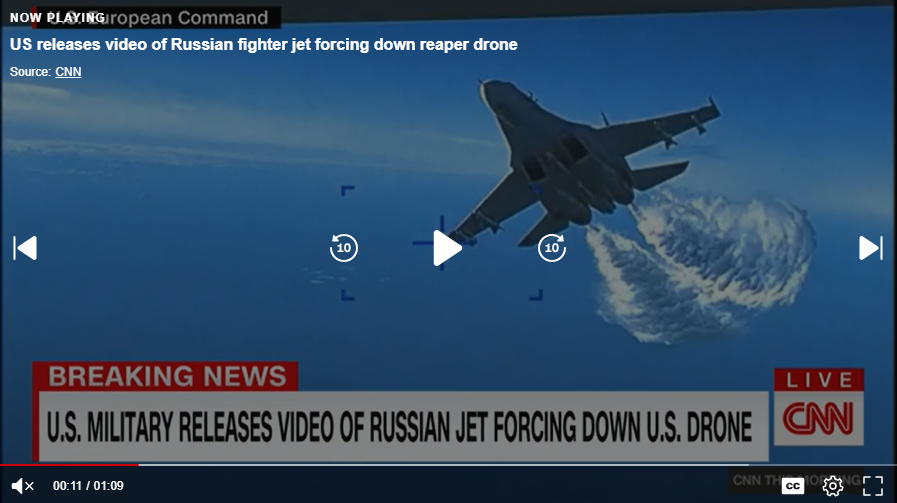 NOW PLAYING
U.S. European Command
US releases video of Russian fighter jet forcing down reaper drone
Source: CNN
10
10
BREAKING NEWS
U.S. MILITARY RELEASES VIDEO OF RUSSIAN JET FORCING DOWN U.S. DRONE
LIVE
CNN
CNN THIS MORNING
00:11 / 01:09
CC